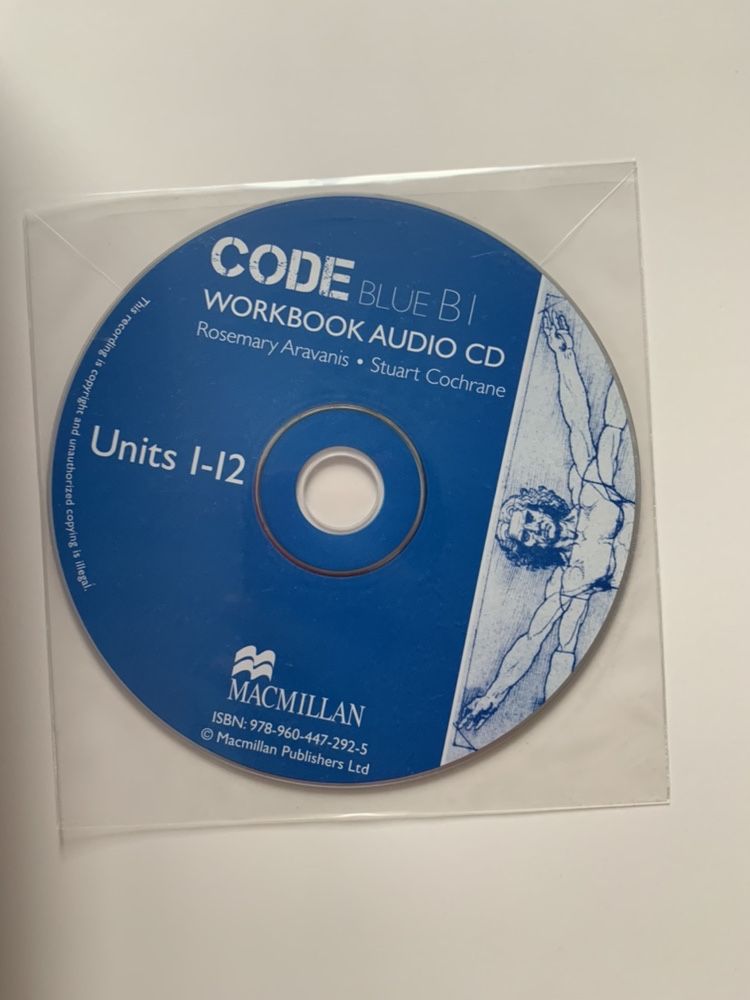 CODE BLUE B1
WORKBOOK AUDIO CD
Rosemary Aravanis • Stuart Cochrane
Units 1-12
This recording is copyright and unauthorized copying is illegal.
MACMILLAN
ISBN: 978-960-447-292-5
© Macmillan Publishers Ltd